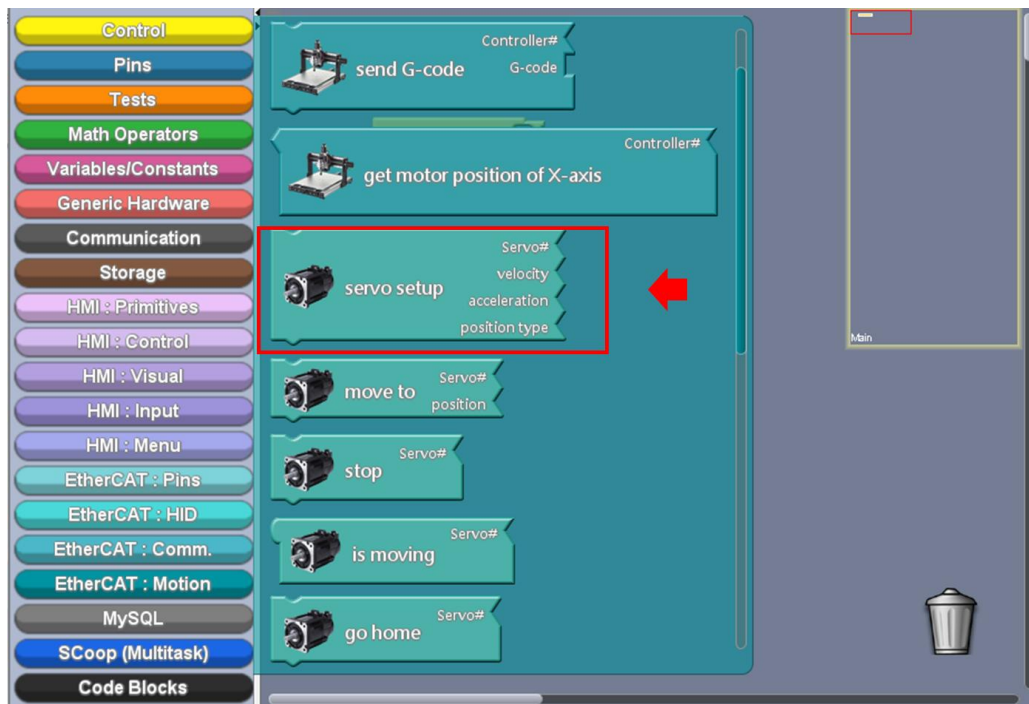 Control
Pins
Tests
Math Operators
Variables/Constants
Generic Hardware
Communication
Storage
HMI : Primitives
HMI : Control
HMI : Visual
HMI : Input
HMI : Menu
EtherCAT : Pins
EtherCAT : HID
EtherCAT : Comm.
EtherCAT : Motion
MySQL
SCoop (Multitask)
Code Blocks
Controller#
send G-code G-code
Controller#
get motor position of X-axis
Servo#
velocity
servo setup
acceleration
position type
Servo#
move to
position
Servo#
stop
Servo#
is moving
Servo#
go home
Main